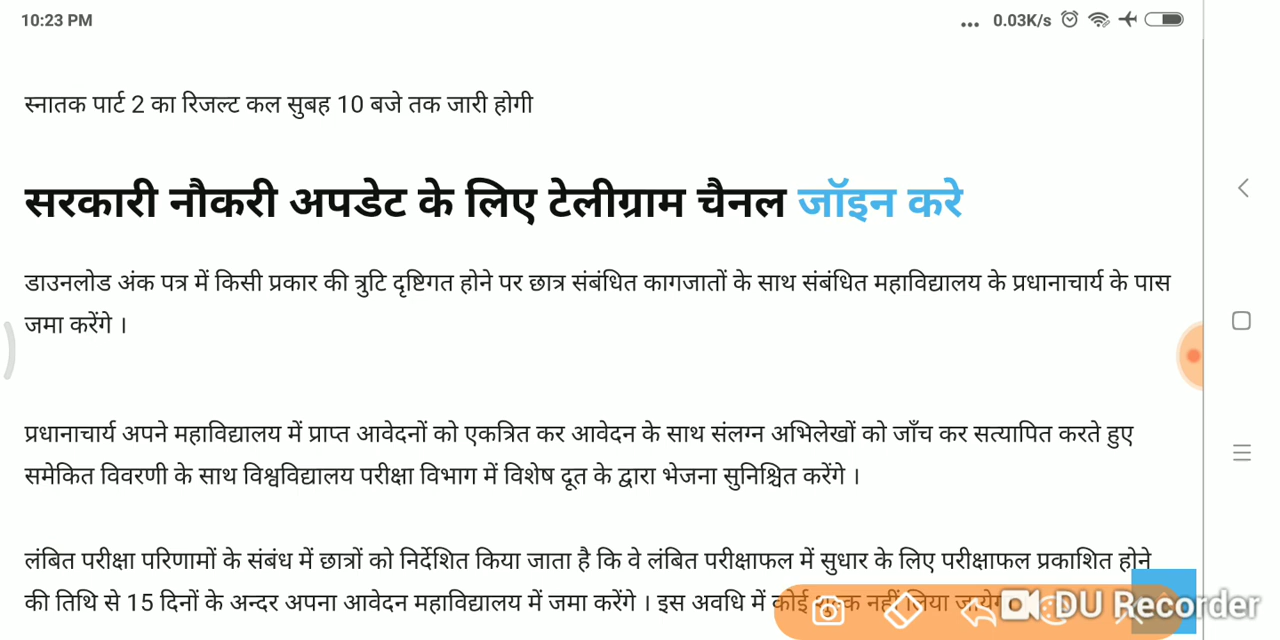 10:23 PM
... 0.03K/s
स्नातक पार्ट 2 का रिजल्ट कल सुबह 10 बजे तक जारी होगी
सरकारी नौकरी अपडेट के लिए टेलीग्राम चैनल जॉइन करे
डाउनलोड अंक पत्र में किसी प्रकार की त्रुटि दृष्टिगत होने पर छात्र संबंधित कागजातों के साथ संबंधित महाविद्यालय के प्रधानाचार्य के पास
जमा करेंगे ।
प्रधानाचार्य अपने महाविद्यालय में प्राप्त आवेदनों को एकत्रित कर आवेदन के साथ संलग्न अभिलेखों को जाँच कर सत्यापित करते हुए
समेकित विवरणी के साथ विश्वविद्यालय परीक्षा विभाग में विशेष दूत के द्वारा भेजना सुनिश्चित करेंगे ।
लंबित परीक्षा परिणामों के संबंध में छात्रों को निर्देशित किया जाता है कि वे लंबित परीक्षाफल में सुधार के लिए परीक्षाफल प्रकाशित होने
की तिथि से 15 दिनों के अन्दर अपना आवेदन महाविद्यालय में जमा करेंगे । इस अवधि में कोई नहीं लिया
DU Recorder